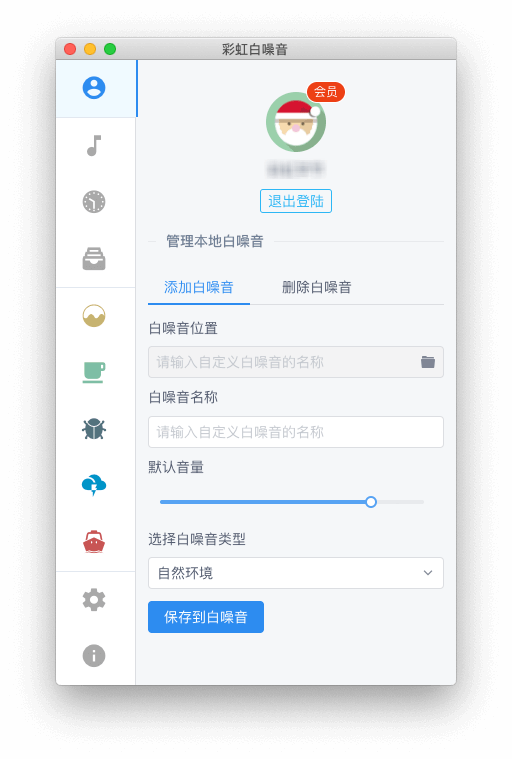 彩虹白噪音
会员
退出登陆
管理本地白噪音
添加白噪音 删除白噪音
白噪音位置
请输入自定义白噪音的名称
白噪音名称
请输入自定义白噪音的名称
默认音量
选择白噪音类型
自然环境
保存到白噪音